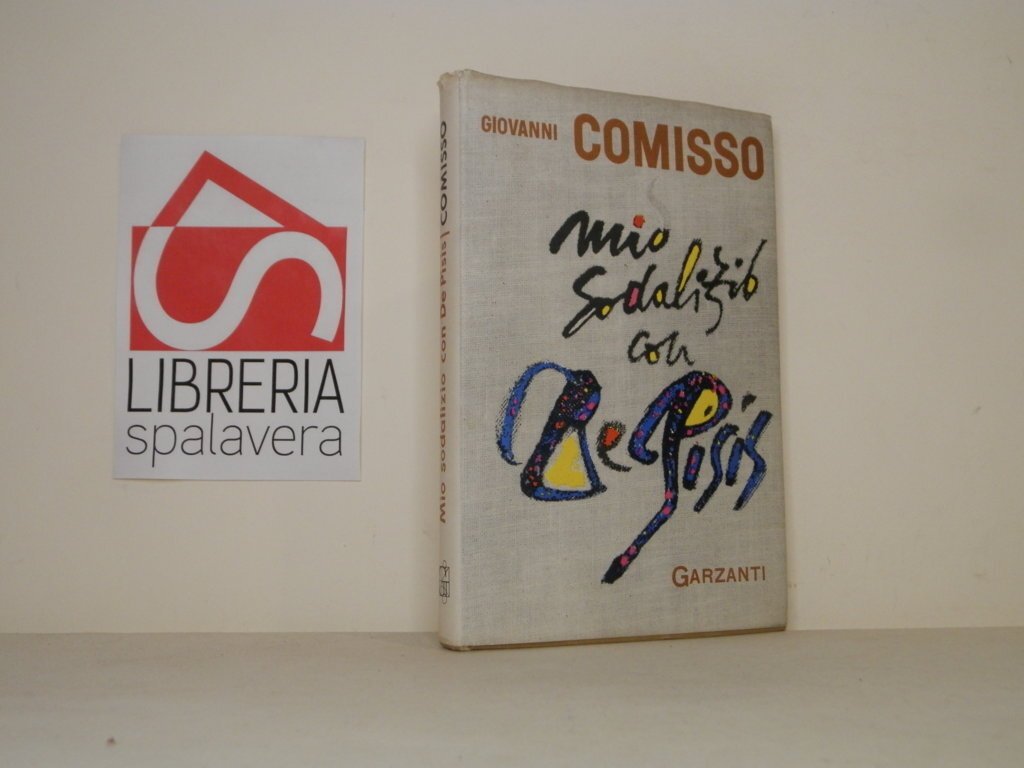 LIBRERIA
spalavera
Mio sodalizio con De Pisis | COMISSO
GIOVANNI COMISSO
mio
sodalizio
con
De Pisis
GARZANTI